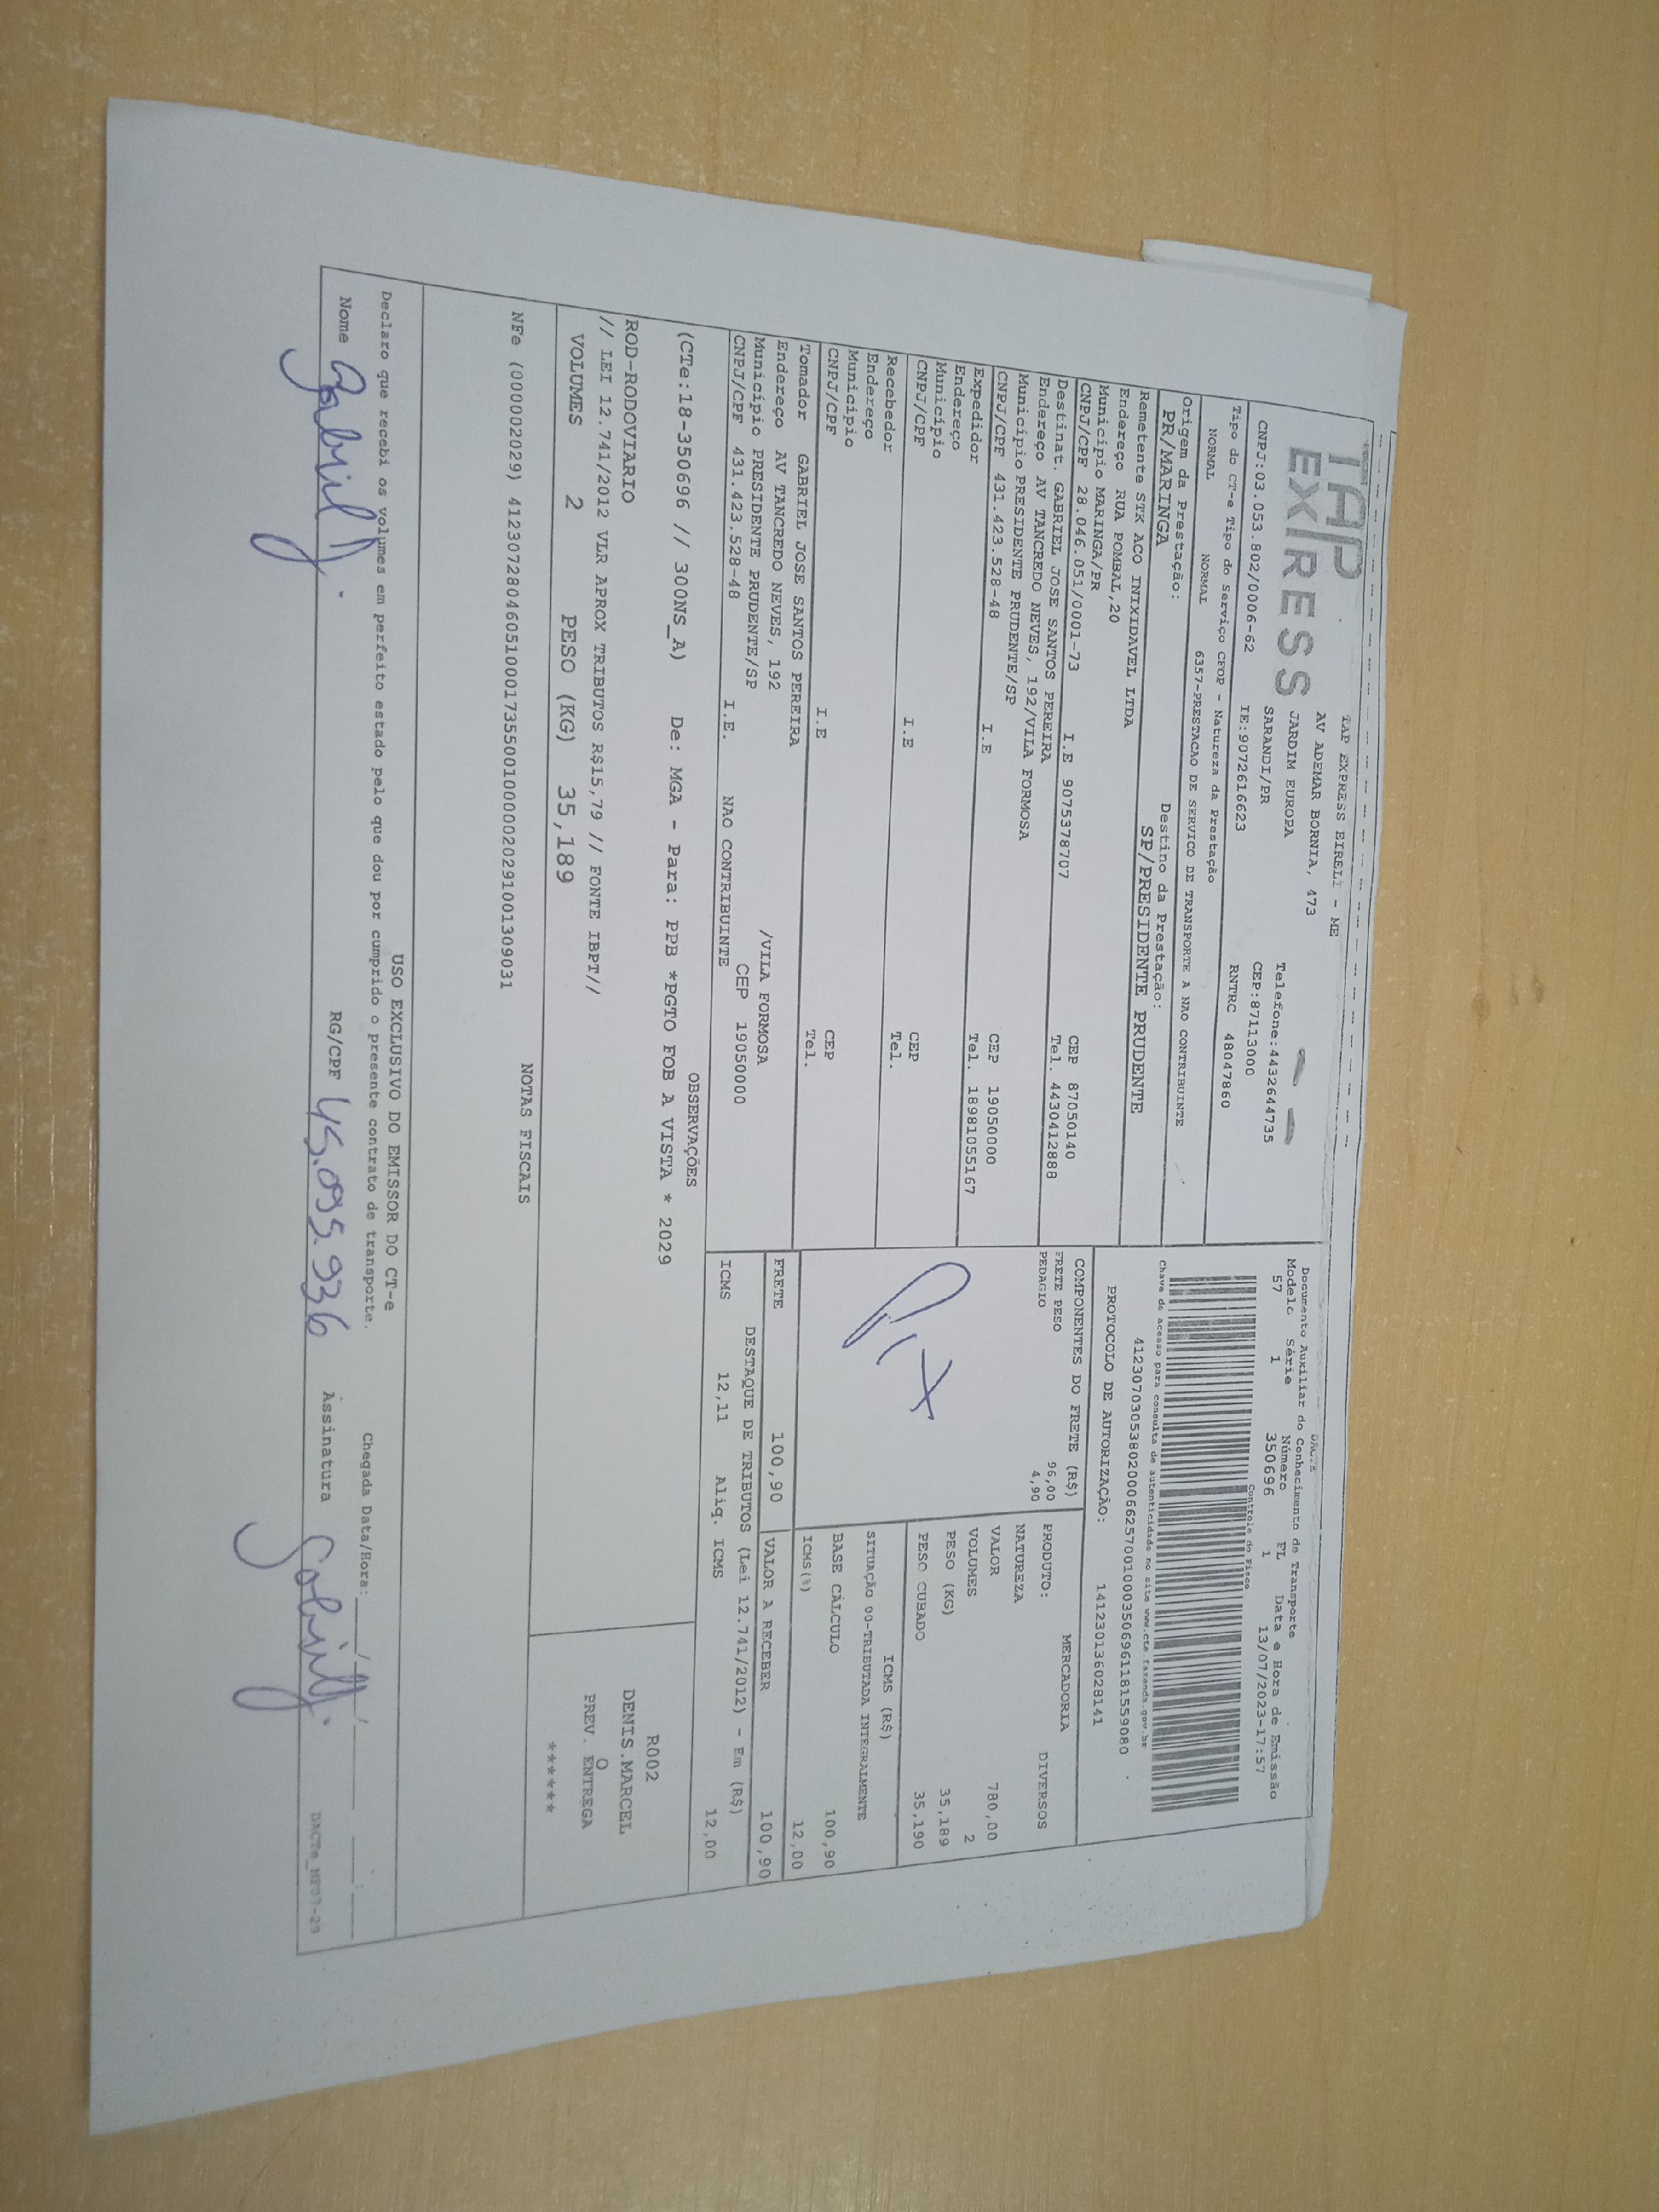 TAP EXPRESS EIRELI - ME
TAP
EXPRESS
AV ADEMAR BORNIA, 473
JARDIM EUROPA
Telefone:4432644735
SARANDI/PR
CEP:87113000
CNPJ:03.053.802/0006-62
IE:9072616623
RNTRC 48047860
DACTE
Documento Auxiliar do Conhecimento de Transporte
Modelo Série Número FL Data e Hora de Emissão
57 1 350696 1 13/07/2023-17:57
Controle do Fisco
Tipo do CT-e Tipo do Serviço CFOP - Natureza da Prestação
NORMAL NORMAL 6357-PRESTACAO DE SERVICO DE TRANSPORTE A NAO CONTRIBUINTE
Chave de acesso para consulta de autenticidade no site www.cte.fazenda.gov.br
41230703053802000662570010003506961181559080
PROTOCOLO DE AUTORIZAÇÃO: 141230136028141
Origem da Prestação: Destino da Prestação:
PR/MARINGA SP/PRESIDENTE PRUDENTE
Remetente STK ACO INIXIDAVEL LTDA
Endereço RUA POMBAL,20
Município MARINGA/PR CEP 87050140
CNPJ/CPF 28.046.051/0001-73 I.E 9075378707 Tel. 4430412888
Destinat. GABRIEL JOSE SANTOS PEREIRA
Endereço AV TANCREDO NEVES, 192/VILA FORMOSA
Município PRESIDENTE PRUDENTE/SP CEP 19050000
CNPJ/CPF 431.423.528-48 I.E Tel. 18981055167
Expedidor
Endereço
Município CEP
CNPJ/CPF I.E Tel.
Recebedor
Endereço
Município CEP
CNPJ/CPF I.E Tel.
Tomador GABRIEL JOSE SANTOS PEREIRA
Endereço AV TANCREDO NEVES, 192 /VILA FORMOSA
Município PRESIDENTE PRUDENTE/SP CEP 19050000
CNPJ/CPF 431.423.528-48 I.E. NAO CONTRIBUINTE
COMPONENTES DO FRETE (R$)
FRETE PESO 96,00
PEDAGIO 4,90
PIX
MERCADORIA
PRODUTO: DIVERSOS
NATUREZA
VALOR 780,00
VOLUMES 2
PESO (KG) 35,189
PESO CUBADO 35,190
ICMS (R$)
SITUAÇÃO 00-TRIBUTADA INTEGRALMENTE
BASE CÁLCULO 100,90
ICMS(%) 12,00
FRETE 100,90 VALOR A RECEBER 100,90
DESTAQUE DE TRIBUTOS (Lei 12.741/2012) - Em (R$)
ICMS 12,11 Aliq. ICMS 12,00
OBSERVAÇÕES
(CTe:18-350696 // 300NS_A) De: MGA - Para: PPB *PGTO FOB A VISTA * 2029
ROD-RODOVIARIO
// LEI 12.741/2012 VLR APROX TRIBUTOS R$15,79 // FONTE IBPT//
VOLUMES 2 PESO (KG) 35,189
R002
DENIS.MARCEL
O
PREV. ENTREGA
******
NOTAS FISCAIS
NFe (000002029) 41230728046051000173550010000020291001309031
USO EXCLUSIVO DO EMISSOR DO CT-e
Declaro que recebi os volumes em perfeito estado pelo que dou por cumprido o presente contrato de transporte. Chegada Data/Hora: ____/____/____ ___:___
Nome Gabriel J. RG/CPF 45.095.936 Assinatura Gabriel J.
DACTe_MF07-29